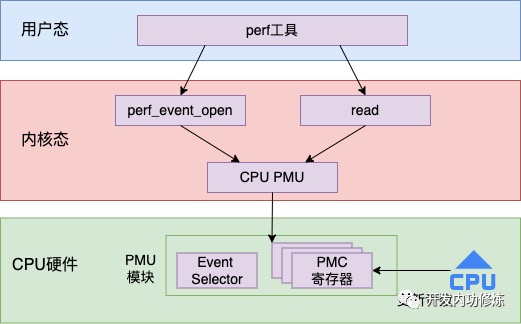 用户态
perf工具
perf_event_open
read
内核态
CPU PMU
CPU硬件
PMU
模块
Event
Selector
PMC
寄存器
CPU
开发内功修炼